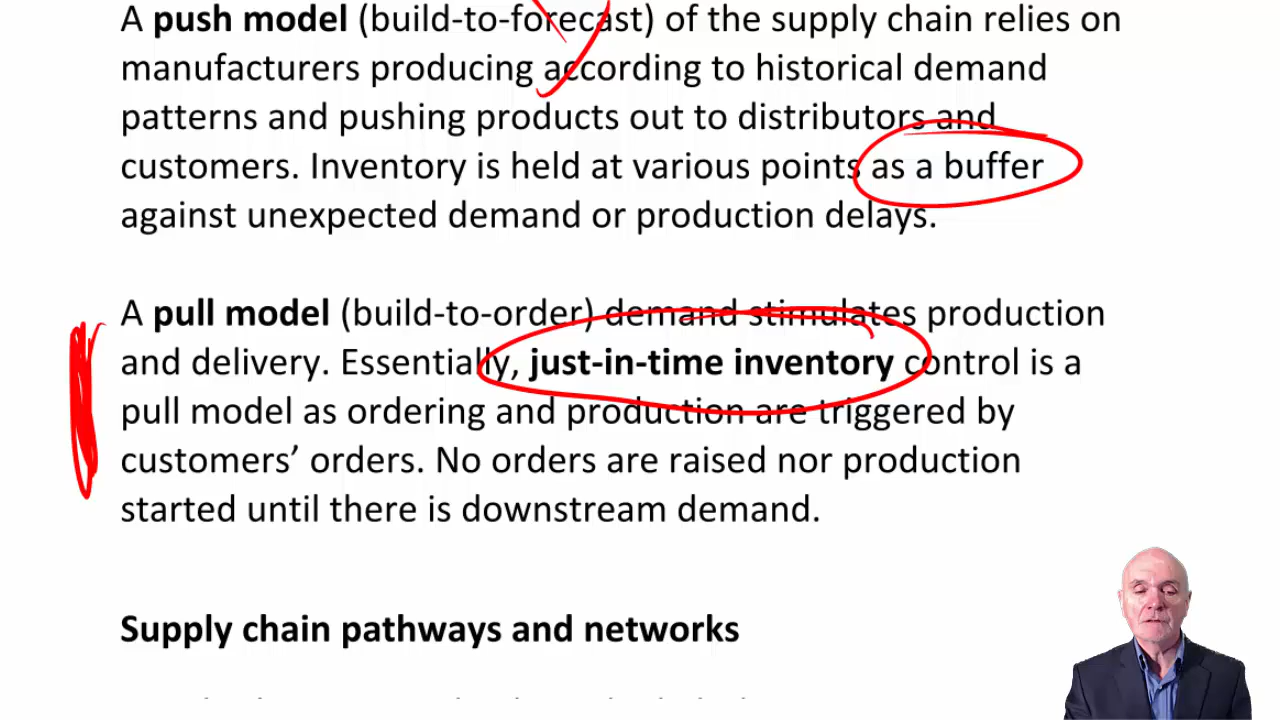 A push model (build-to-forecast) of the supply chain relies on
manufacturers producing according to historical demand
patterns and pushing products out to distributors and
customers. Inventory is held at various points as a buffer
against unexpected demand or production delays.
A pull model (build-to-order) demand stimulates production
and delivery. Essentially, just-in-time inventory control is a
pull model as ordering and production are triggered by
customers’ orders. No orders are raised nor production
started until there is downstream demand.
Supply chain pathways and networks